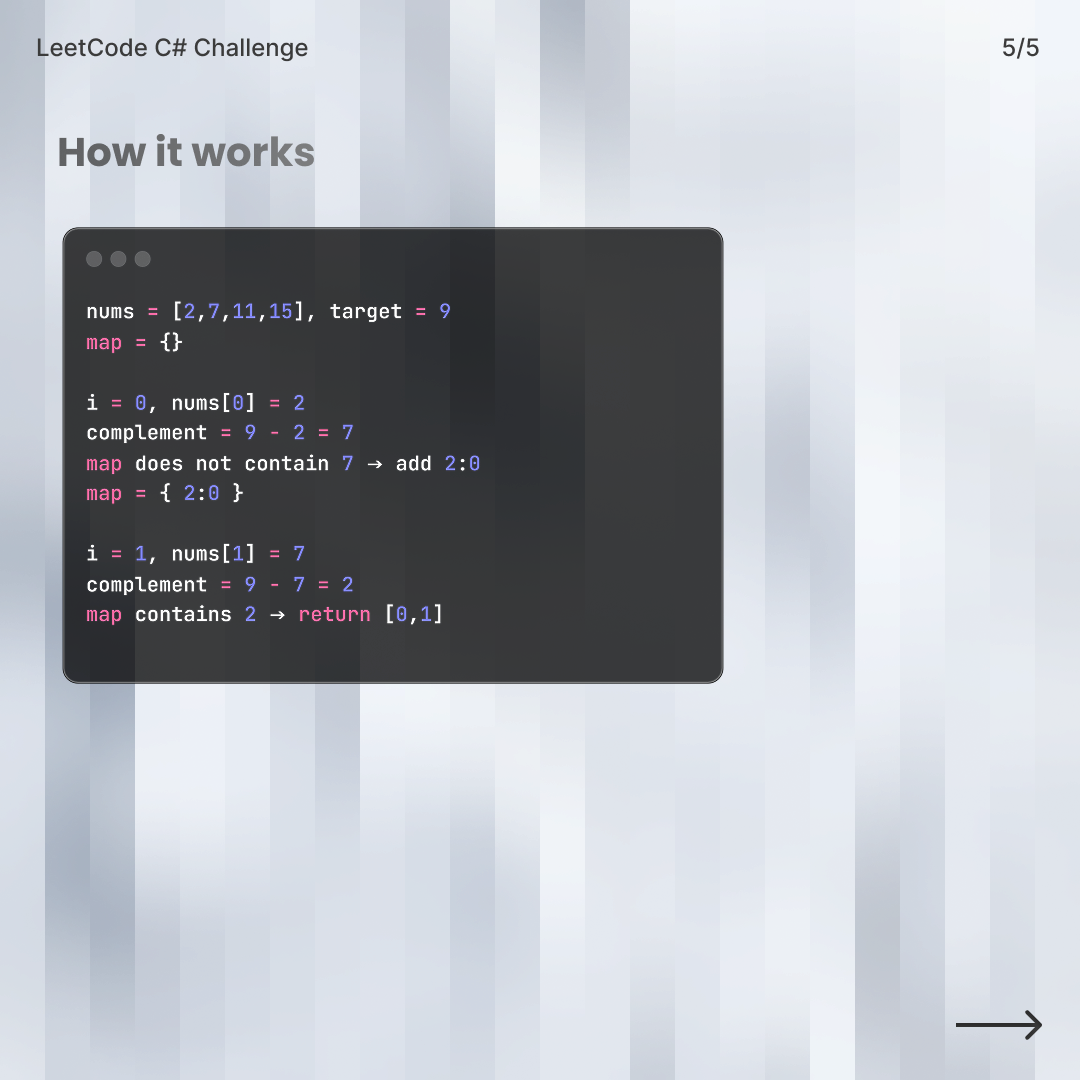 LeetCode C# Challenge
5/5
How it works
nums = [2,7,11,15], target = 9
map = {}
i = 0, nums[0] = 2
complement = 9 - 2 = 7
map does not contain 7 → add 2:0
map = { 2:0 }
i = 1, nums[1] = 7
complement = 9 - 7 = 2
map contains 2 → return [0,1]